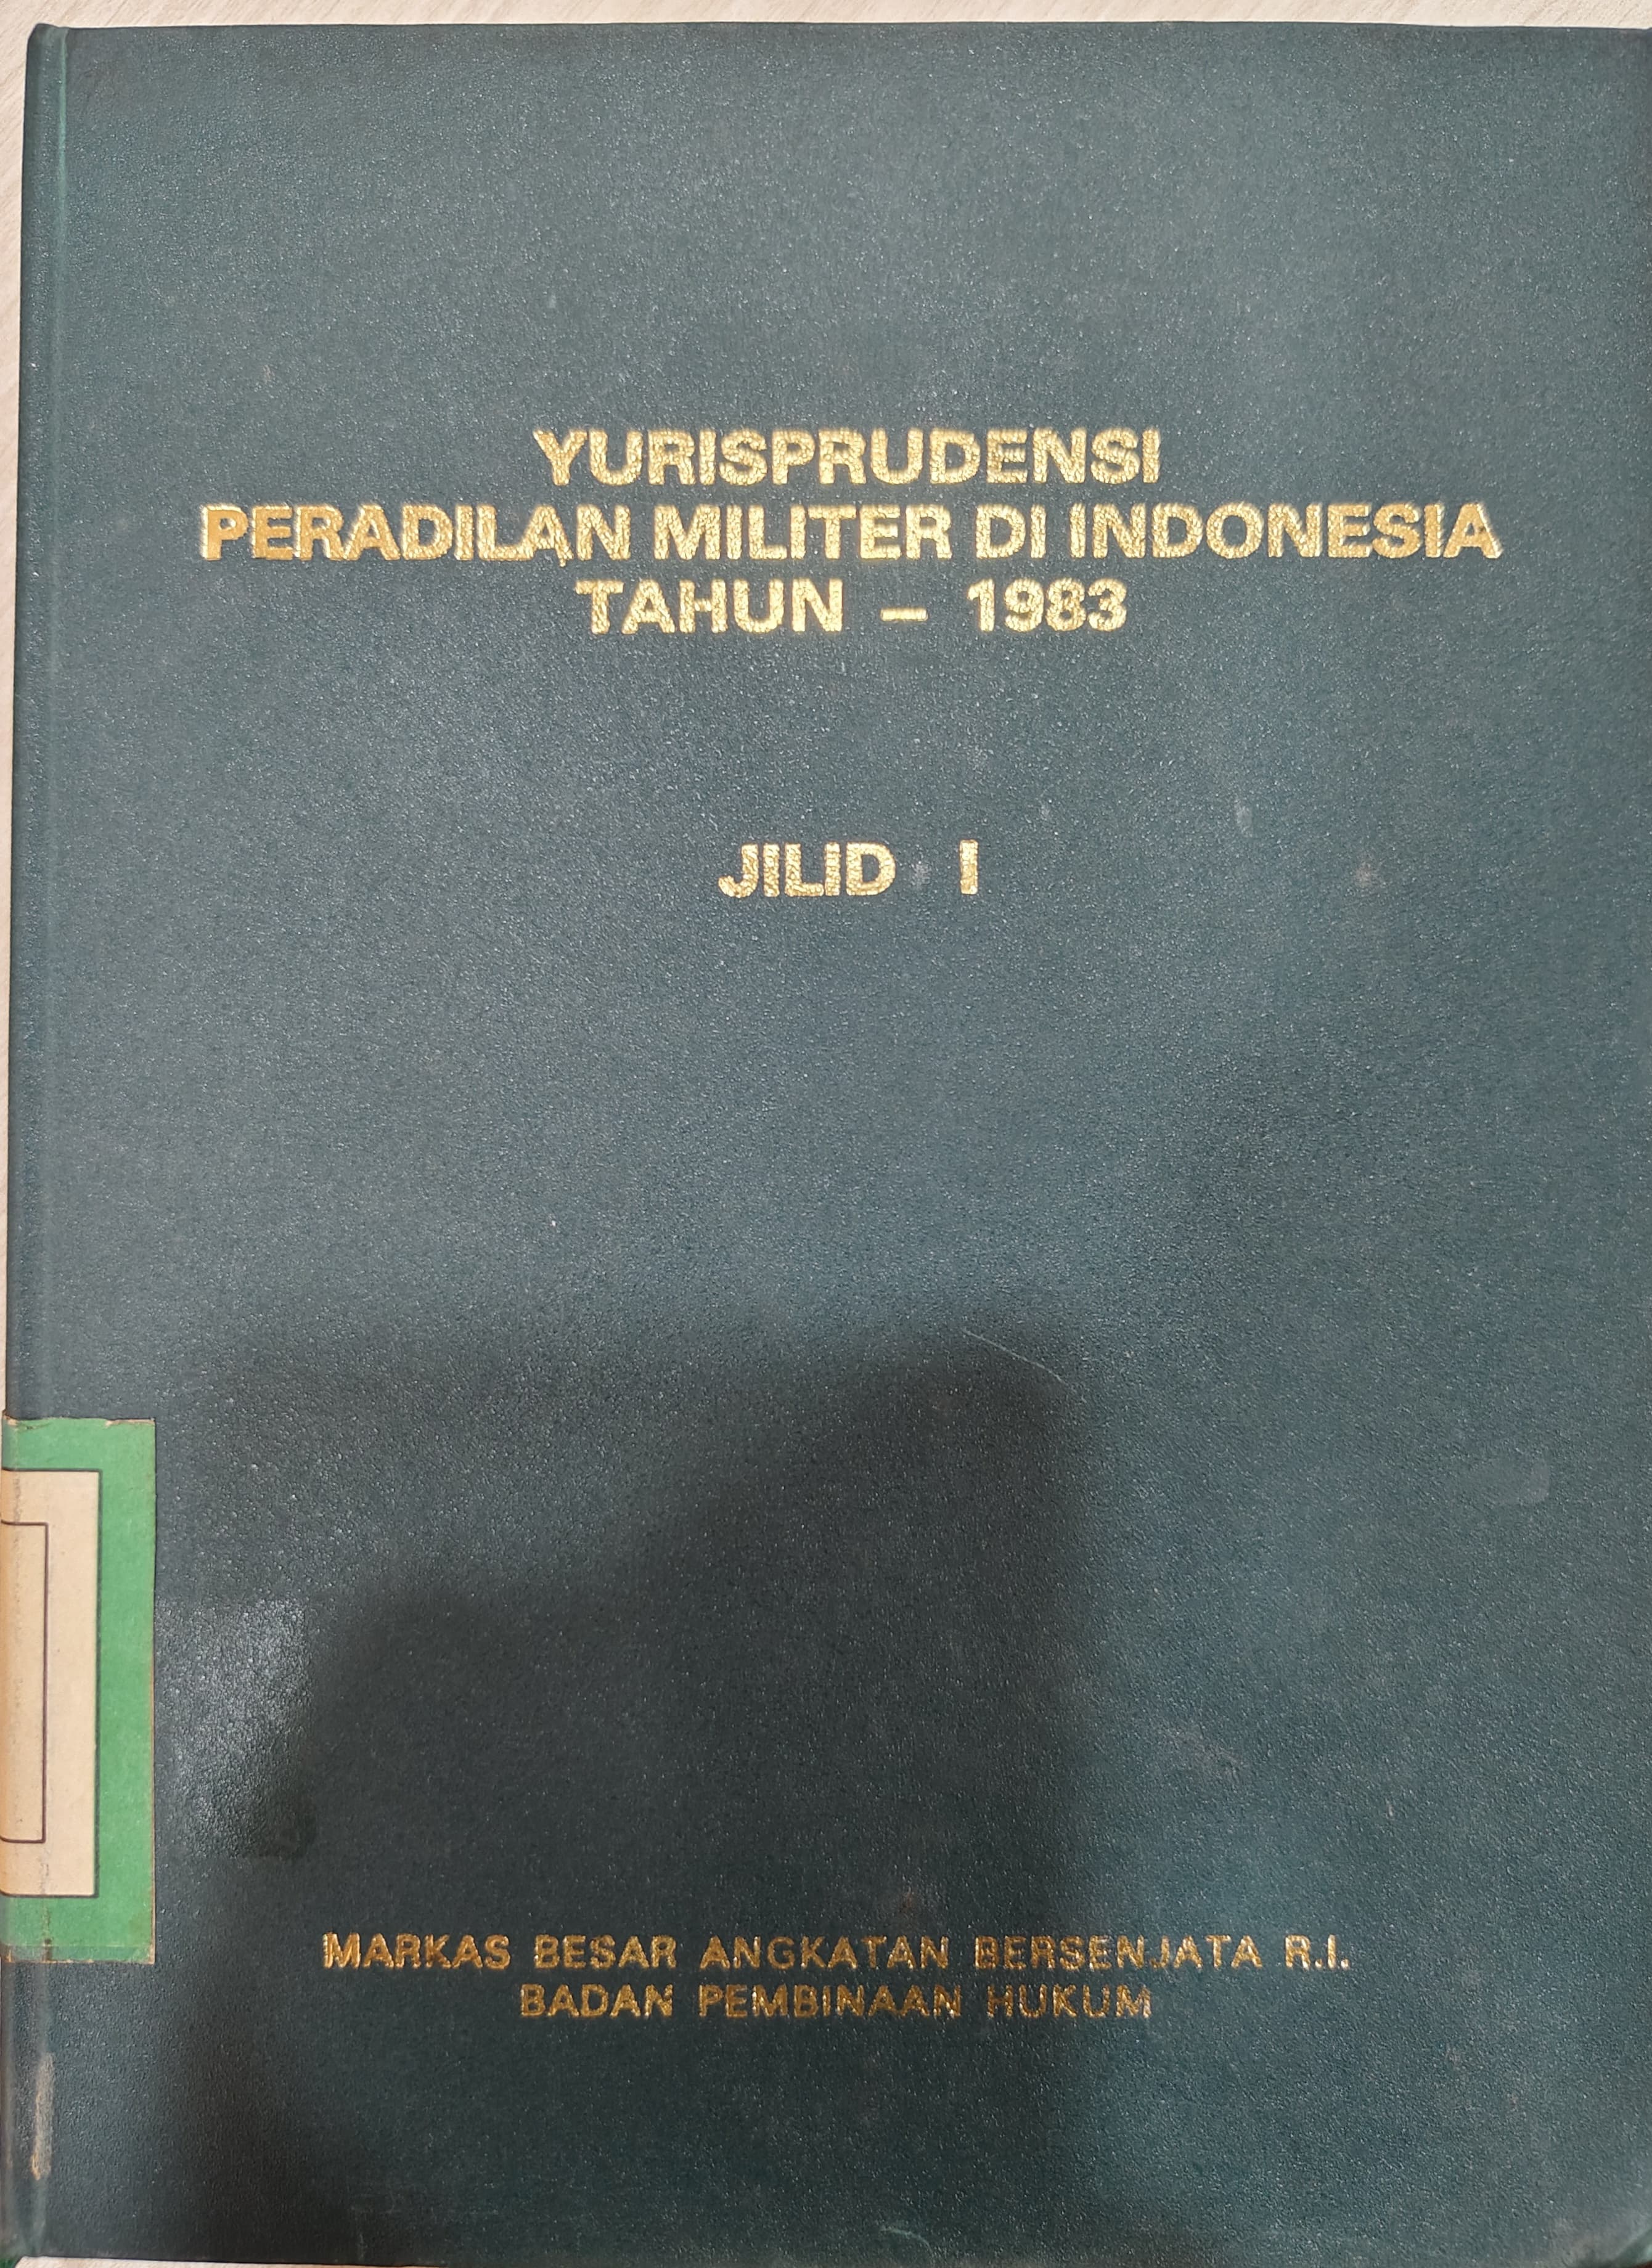 YURISPRUDENSI
PERADILAN MILITER DI INDONESIA
TAHUN – 1983
JILID I
MARKAS BESAR ANGKATAN BERSENJATA R.I.
BADAN PEMBINAAN HUKUM